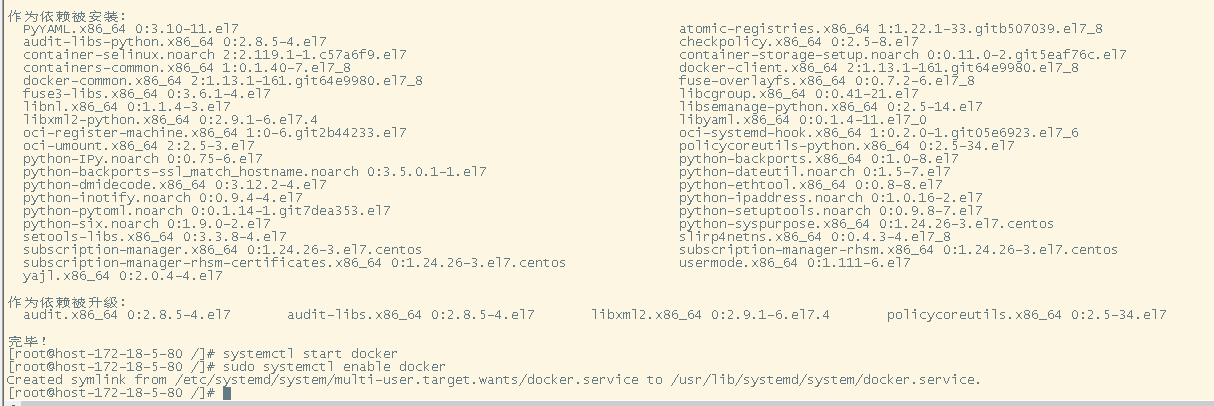 作为依赖被安装:
PyYAML.x86_64 0:3.10-11.el7 atomic-registries.x86_64 1:1.22.1-33.gitb507039.el7_8
audit-libs-python.x86_64 0:2.8.5-4.el7 checkpolicy.x86_64 0:2.5-8.el7
container-selinux.noarch 2:2.119.1-1.c57a6f9.el7 container-storage-setup.noarch 0:0.11.0-2.git5eaf76c.el7
containers-common.x86_64 1:0.1.40-7.el7_8 docker-client.x86_64 2:1.13.1-161.git64e9980.el7_8
docker-common.x86_64 2:1.13.1-161.git64e9980.el7_8 fuse-overlayfs.x86_64 0:0.7.2-6.el7_8
fuse3-libs.x86_64 0:3.6.1-4.el7 libcgroup.x86_64 0:0.41-21.el7
libnl.x86_64 0:1.1.4-3.el7 libsemanage-python.x86_64 0:2.5-14.el7
libxml2-python.x86_64 0:2.9.1-6.el7.4 libyaml.x86_64 0:0.1.4-11.el7_0
oci-register-machine.x86_64 1:0-6.git2b44233.el7 oci-systemd-hook.x86_64 1:0.2.0-1.git05e6923.el7_6
oci-umount.x86_64 2:2.5-3.el7 policycoreutils-python.x86_64 0:2.5-34.el7
python-IPy.noarch 0:0.75-6.el7 python-backports.x86_64 0:1.0-8.el7
python-backports-ssl_match_hostname.noarch 0:3.5.0.1-1.el7 python-dateutil.noarch 0:1.5-7.el7
python-dmidecode.x86_64 0:3.12.2-4.el7 python-ethtool.x86_64 0:0.8-8.el7
python-inotify.noarch 0:0.9.4-4.el7 python-ipaddress.noarch 0:1.0.16-2.el7
python-pytoml.noarch 0:0.1.14-1.git7dea353.el7 python-setuptools.noarch 0:0.9.8-7.el7
python-six.noarch 0:1.9.0-2.el7 python-syspurpose.x86_64 0:1.24.26-3.el7.centos
setools-libs.x86_64 0:3.3.8-4.el7 slirp4netns.x86_64 0:0.4.3-4.el7_8
subscription-manager.x86_64 0:1.24.26-3.el7.centos subscription-manager-rhsm.x86_64 0:1.24.26-3.el7.centos
subscription-manager-rhsm-certificates.x86_64 0:1.24.26-3.el7.centos usermode.x86_64 0:1.111-6.el7
yajl.x86_64 0:2.0.4-4.el7
作为依赖被升级:
audit.x86_64 0:2.8.5-4.el7 audit-libs.x86_64 0:2.8.5-4.el7 libxml2.x86_64 0:2.9.1-6.el7.4 policycoreutils.x86_64 0:2.5-34.el7
完毕!
[root@host-172-18-5-80 /]# systemctl start docker
[root@host-172-18-5-80 /]# sudo systemctl enable docker
Created symlink from /etc/systemd/system/multi-user.target.wants/docker.service to /usr/lib/systemd/system/docker.service.
[root@host-172-18-5-80 /]#